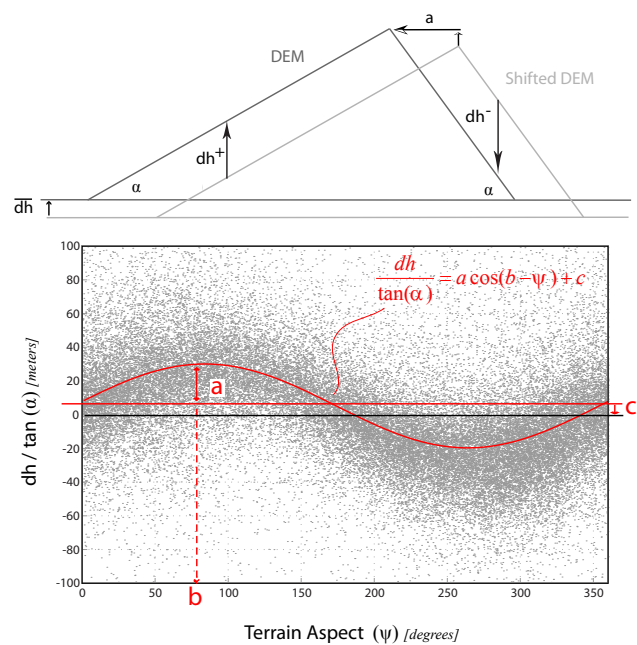 a
DEM
Shifted DEM
dh⁺
dh⁻
α
α
d̅h̅
dh / tan (α) [meters]
100
80
60
40
20
0
-20
-40
-60
-80
-100
dh
tan(α)
= a cos(b − ψ) + c
a
c
b
0
50
100
150
200
250
300
350
Terrain Aspect (ψ) [degrees]